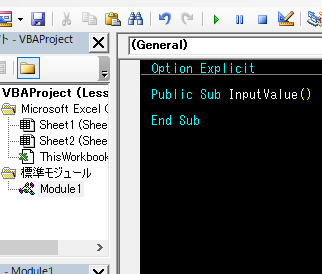 ト - VBAProject
VBAProject (Less
Microsoft Excel (
Sheet1 (Shee
Sheet2 (Shee
ThisWorkbook
標準モジュール
Module1
- Module1
(General)
Option Explicit
Public Sub InputValue()
End Sub